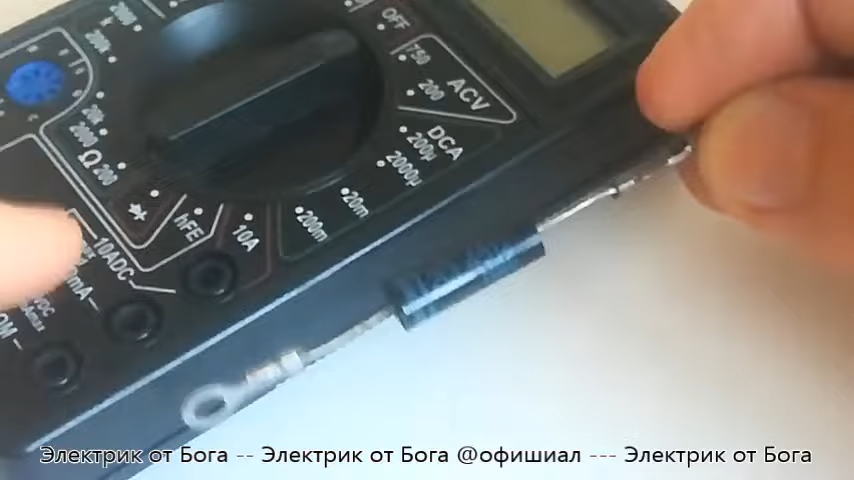 OFF
750
200
ACV
DCA
200µ
2000µ
20m
200m
10A
hFE
Ω
200
2000
20k
200k
10ADC
mA
Электрик от Бога -- Электрик от Бога @офишиал --- Электрик от Бога